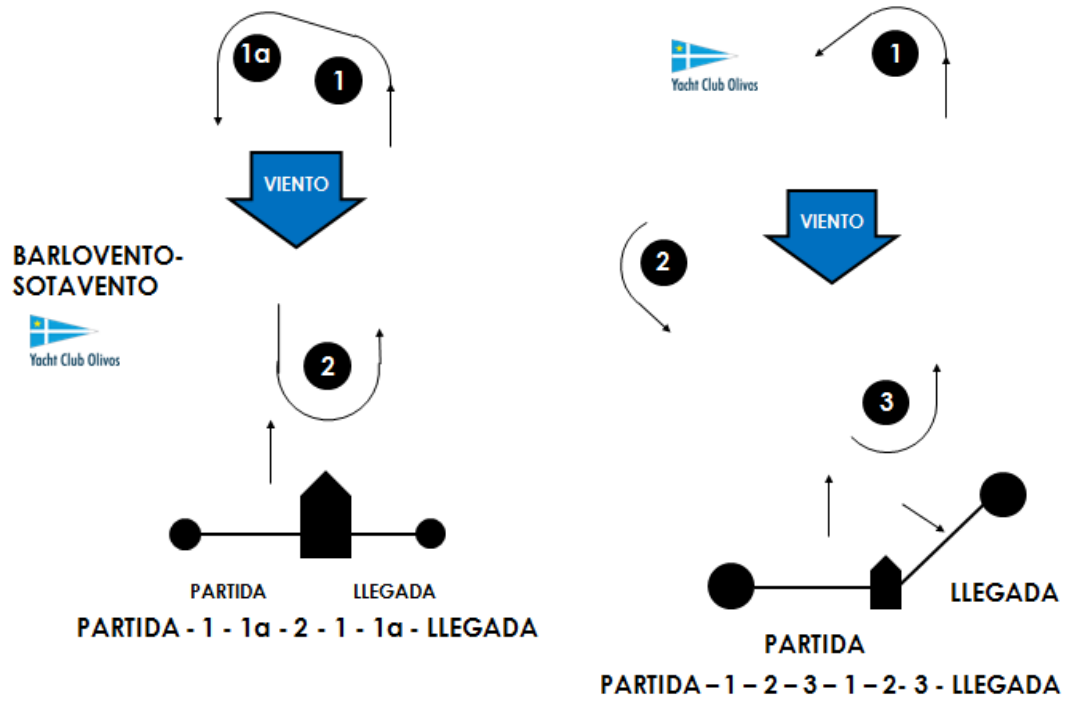 1a
1
VIENTO
BARLOVENTO-
SOTAVENTO
Yacht Club Olivos
2
PARTIDA
LLEGADA
PARTIDA - 1 - 1a - 2 - 1 - 1a - LLEGADA
Yacht Club Olivos
1
VIENTO
2
3
LLEGADA
PARTIDA
PARTIDA – 1 – 2 – 3 – 1 – 2- 3 - LLEGADA